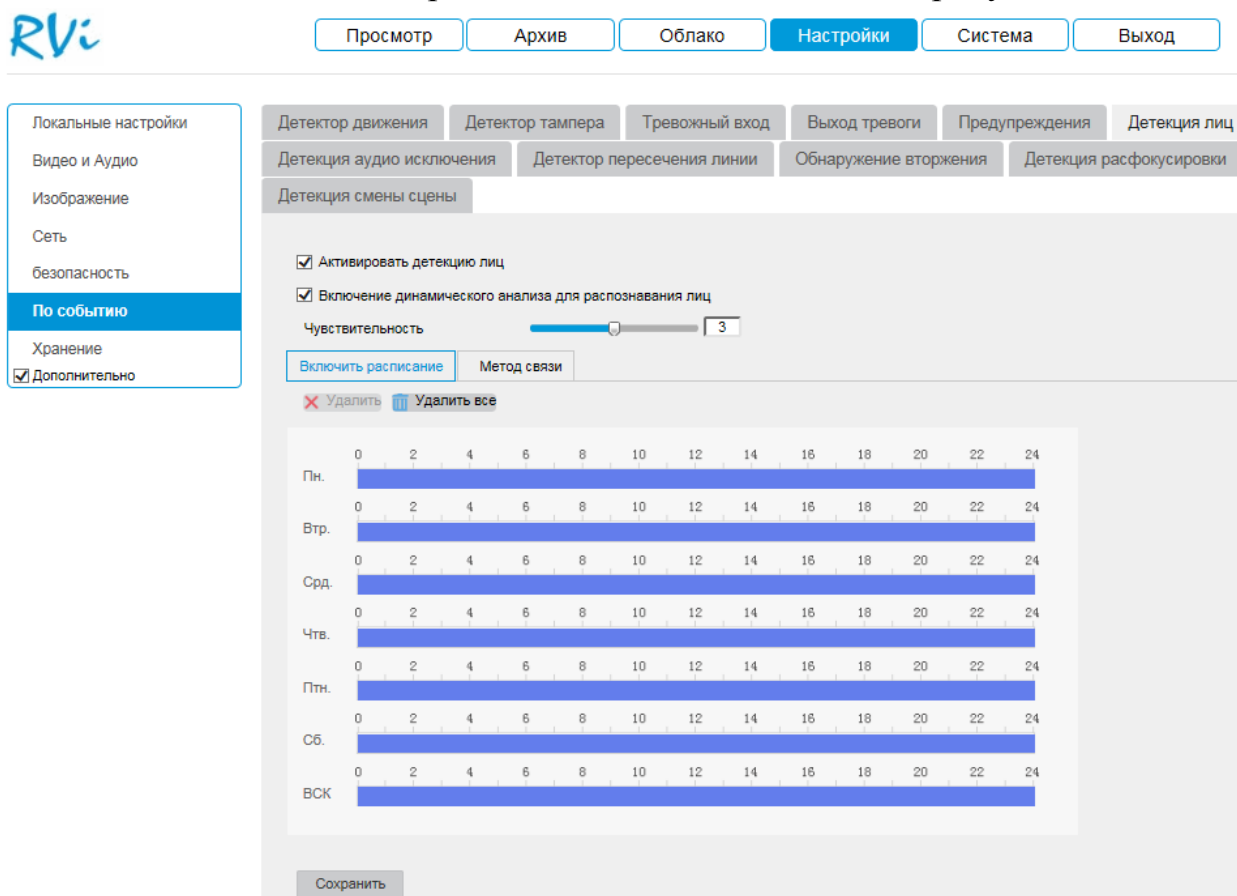 RVi
Просмотр Архив Облако Настройки Система Выход
Локальные настройки
Видео и Аудио
Изображение
Сеть
безопасность
По событию
Хранение
Дополнительно
Детектор движения Детектор тампера Тревожный вход Выход тревоги Предупреждения Детекция лиц
Детекция аудио исключения Детектор пересечения линии Обнаружение вторжения Детекция расфокусировки
Детекция смены сцены
Активировать детекцию лиц
Включение динамического анализа для распознавания лиц
Чувствительность 3
Включить расписание Метод связи
Удалить Удалить все
0 2 4 6 8 10 12 14 16 18 20 22 24
Пн.
0 2 4 6 8 10 12 14 16 18 20 22 24
Втр.
0 2 4 6 8 10 12 14 16 18 20 22 24
Срд.
0 2 4 6 8 10 12 14 16 18 20 22 24
Чтв.
0 2 4 6 8 10 12 14 16 18 20 22 24
Птн.
0 2 4 6 8 10 12 14 16 18 20 22 24
Сб.
0 2 4 6 8 10 12 14 16 18 20 22 24
ВСК
Сохранить